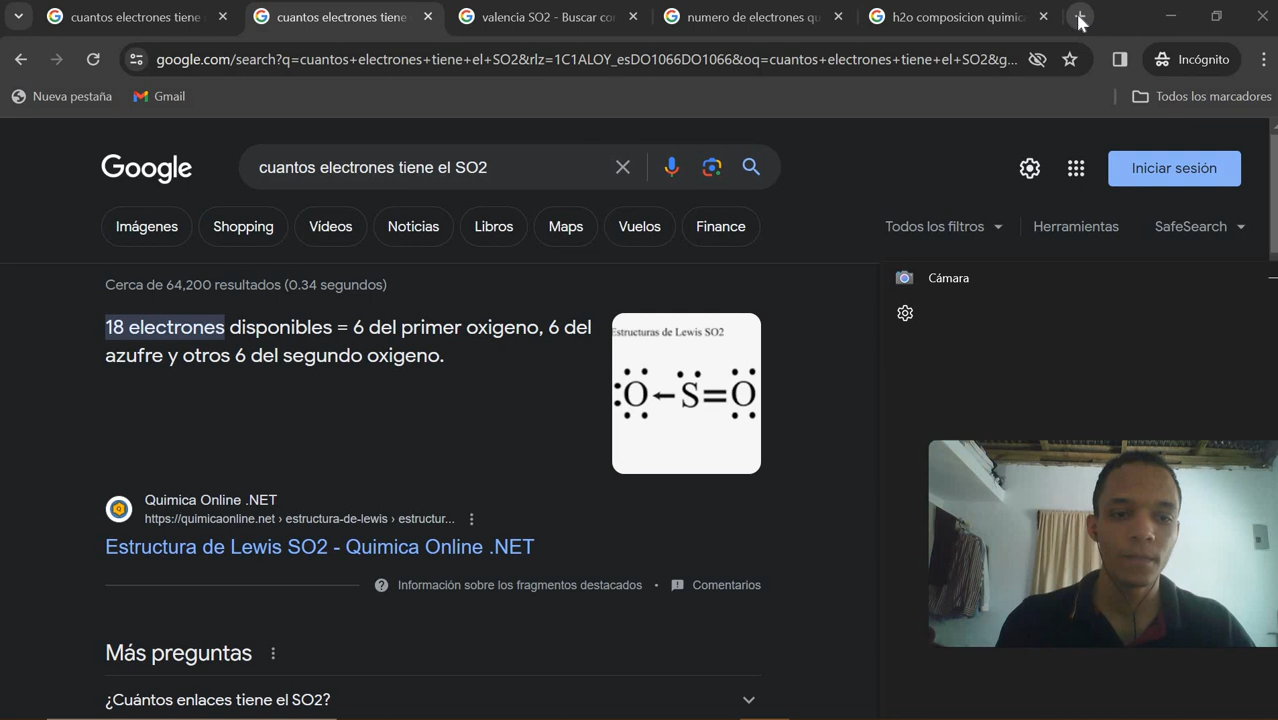 cuantos electrones tiene
cuantos electrones tiene
valencia SO2 - Buscar co
numero de electrones q
h2o composicion quimic
google.com/search?q=cuantos+electrones+tiene+el+SO2&rlz=1C1ALOY_esDO1066DO1066&oq=cuantos+electrones+tiene+el+SO2&g...
Incógnito
Nueva pestaña
Gmail
Todos los marcadores
Google
cuantos electrones tiene el SO2
Iniciar sesión
Imágenes
Shopping
Videos
Noticias
Libros
Maps
Vuelos
Finance
Todos los filtros
Herramientas
SafeSearch
Cerca de 64,200 resultados (0.34 segundos)
Cámara
18 electrones disponibles = 6 del primer oxigeno, 6 del
azufre y otros 6 del segundo oxigeno.
Estructuras de Lewis SO2
O S O
Quimica Online .NET
https://quimicaonline.net › estructura-de-lewis › estructur...
Estructura de Lewis SO2 - Quimica Online .NET
Información sobre los fragmentos destacados
Comentarios
Más preguntas
¿Cuántos enlaces tiene el SO2?